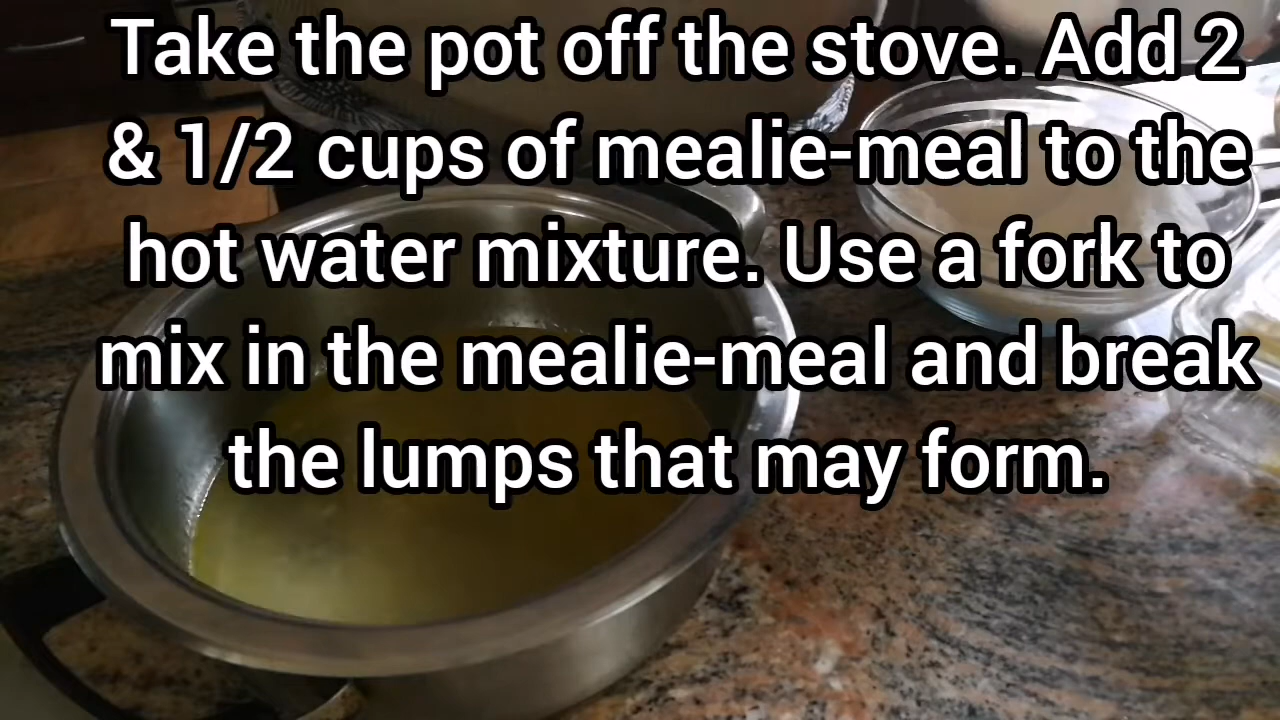 Take the pot off the stove. Add 2
& 1/2 cups of mealie-meal to the
hot water mixture. Use a fork to
mix in the mealie-meal and break
the lumps that may form.